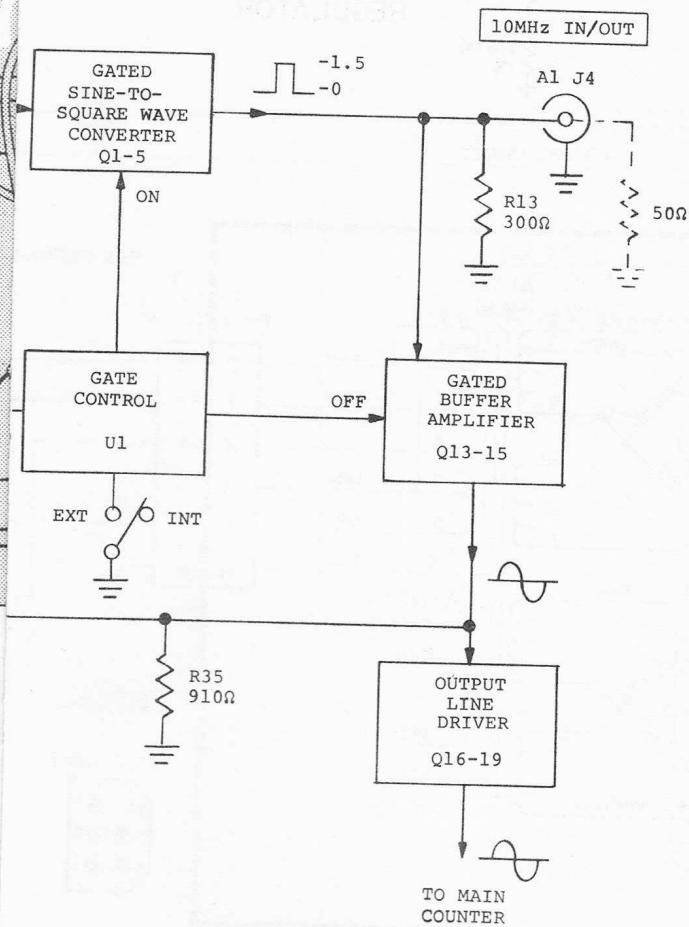 REGULATOR
10MHz IN/OUT
GATED
SINE-TO-
SQUARE WAVE
CONVERTER
Q1-5
-1.5
-0
A1 J4
ON
R13
300Ω
50Ω
GATE
CONTROL
U1
OFF
GATED
BUFFER
AMPLIFIER
Q13-15
EXT
INT
R35
910Ω
OUTPUT
LINE
DRIVER
Q16-19
TO MAIN
COUNTER